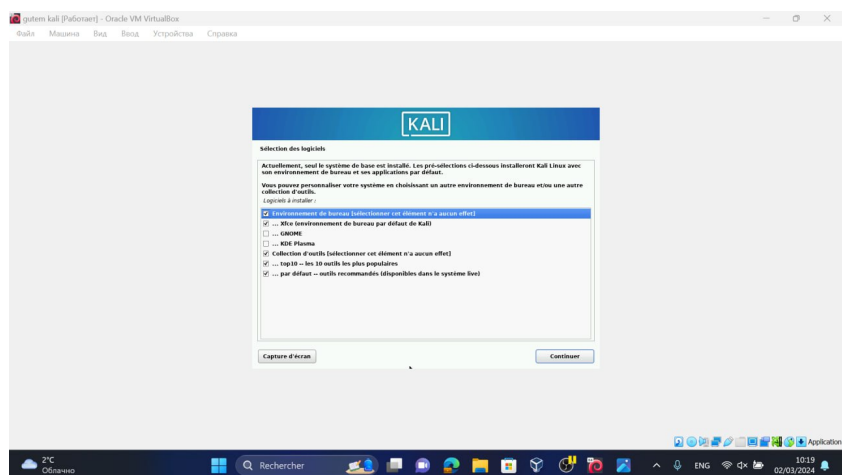 gutem kali [Работает] - Oracle VM VirtualBox
Файл Машина Вид Ввод Устройства Справка
KALI
Sélection des logiciels
Actuellement, seul le système de base est installé. Les pré-sélections ci-dessous installeront Kali Linux avec
son environnement de bureau et ses applications par défaut.
Vous pouvez personnaliser votre système en choisissant un autre environnement de bureau et/ou une autre
collection d'outils.
Logiciels à installer :
Environnement de bureau [sélectionner cet élément n'a aucun effet]
... Xfce (environnement de bureau par défaut de Kali)
... GNOME
... KDE Plasma
Collection d'outils [sélectionner cet élément n'a aucun effet]
... top10 -- les 10 outils les plus populaires
... par défaut -- outils recommandés (disponibles dans le système live)
Capture d'écran Continuer
Application
2°C
Облачно
Rechercher
ENG
10:19
02/03/2024